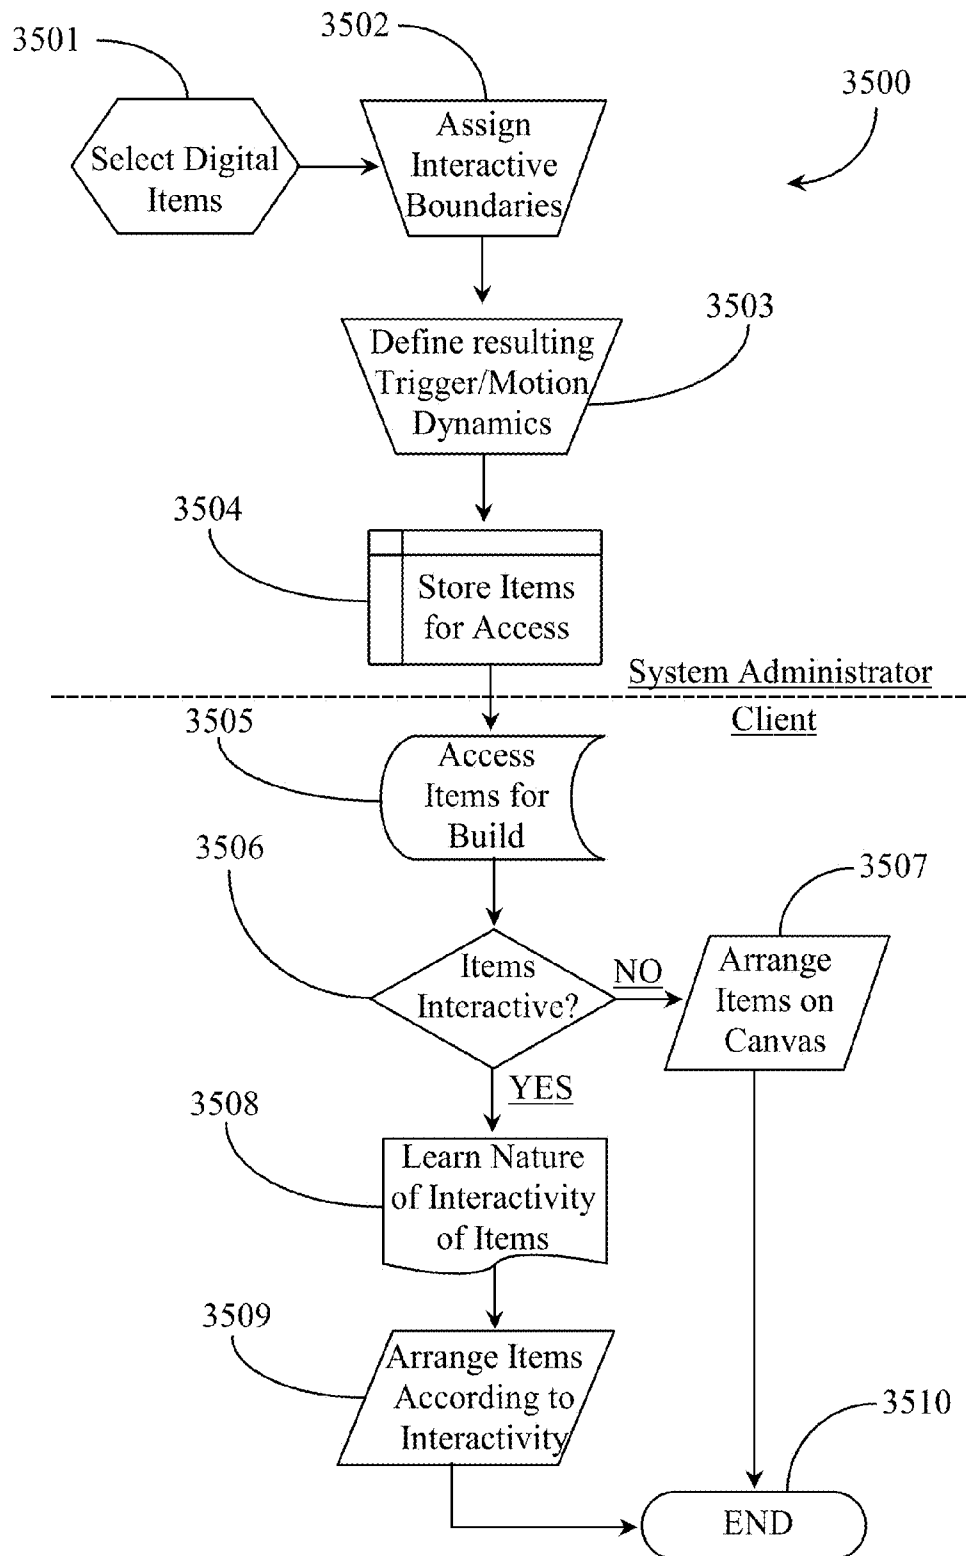 3501
3502
3500
Select Digital
Items
Assign
Interactive
Boundaries
3503
Define resulting
Trigger/Motion
Dynamics
3504
Store Items
for Access
System Administrator
Client
3505
Access
Items for
Build
3506
3507
Items
Interactive?
NO
Arrange
Items on
Canvas
YES
3508
Learn Nature
of Interactivity
of Items
3509
Arrange Items
According to
Interactivity
3510
END